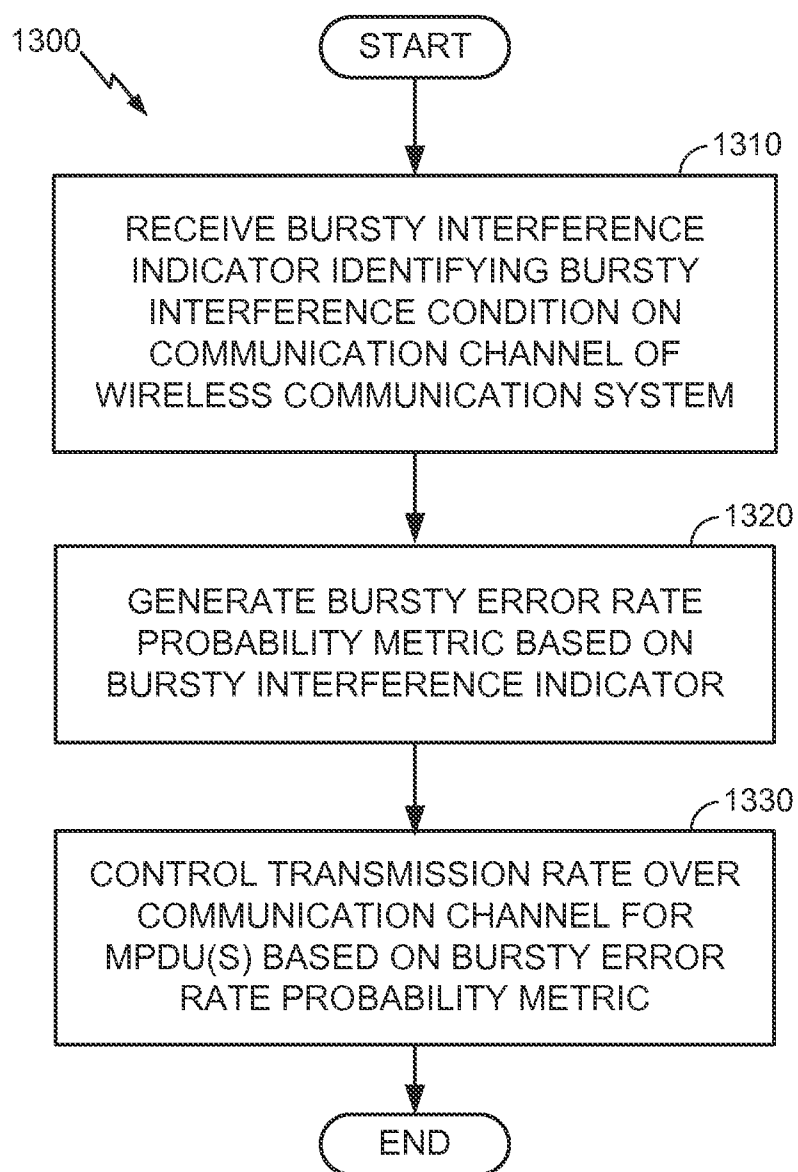 1300
START
1310
RECEIVE BURSTY INTERFERENCE
INDICATOR IDENTIFYING BURSTY
INTERFERENCE CONDITION ON
COMMUNICATION CHANNEL OF
WIRELESS COMMUNICATION SYSTEM
1320
GENERATE BURSTY ERROR RATE
PROBABILITY METRIC BASED ON
BURSTY INTERFERENCE INDICATOR
1330
CONTROL TRANSMISSION RATE OVER
COMMUNICATION CHANNEL FOR
MPDU(S) BASED ON BURSTY ERROR
RATE PROBABILITY METRIC
END